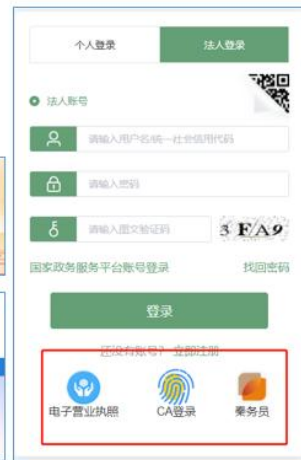 个人登录
法人登录
法人账号
请输入用户名/统一社会信用代码
请输入密码
请输入图文验证码
3 FA9
国家政务服务平台账号登录
找回密码
登录
还没有账号? 立即注册
电子营业执照
CA登录
秦务员